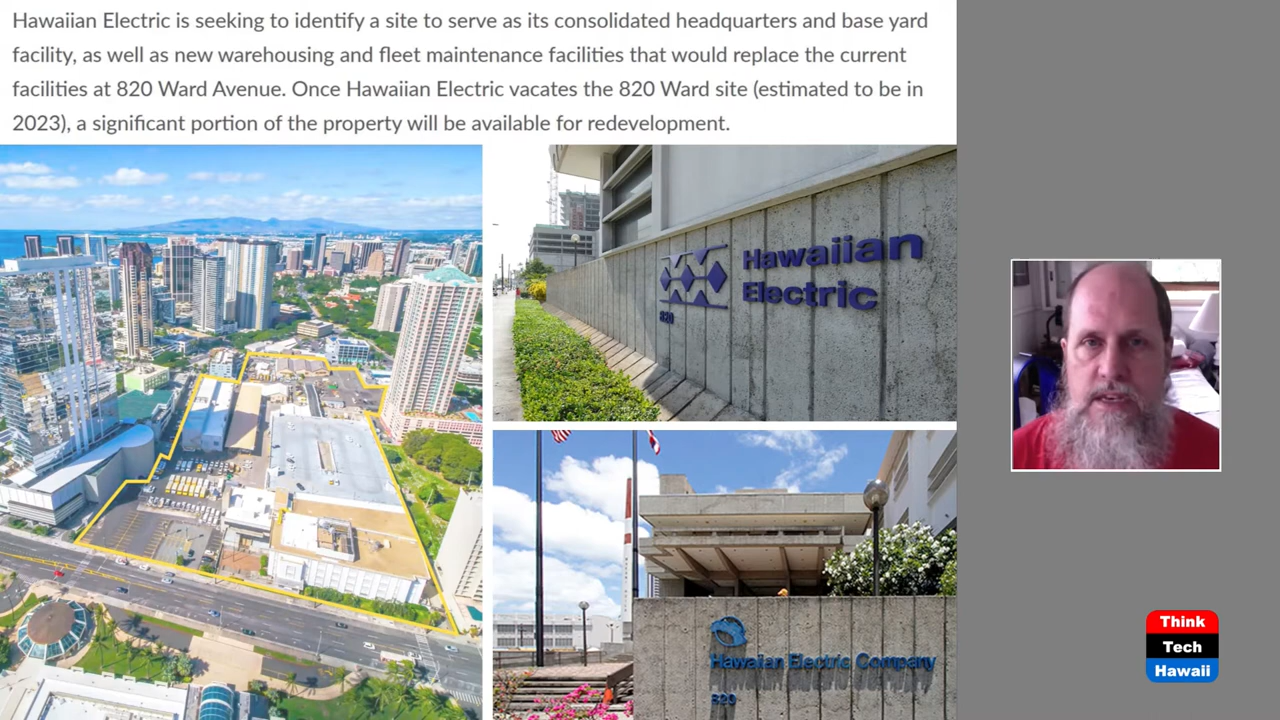 Hawaiian Electric is seeking to identify a site to serve as its consolidated headquarters and base yard
facility, as well as new warehousing and fleet maintenance facilities that would replace the current
facilities at 820 Ward Avenue. Once Hawaiian Electric vacates the 820 Ward site (estimated to be in
2023), a significant portion of the property will be available for redevelopment.
Hawaiian
Electric
820
Hawaiian Electric Company
820
Think
Tech
Hawaii